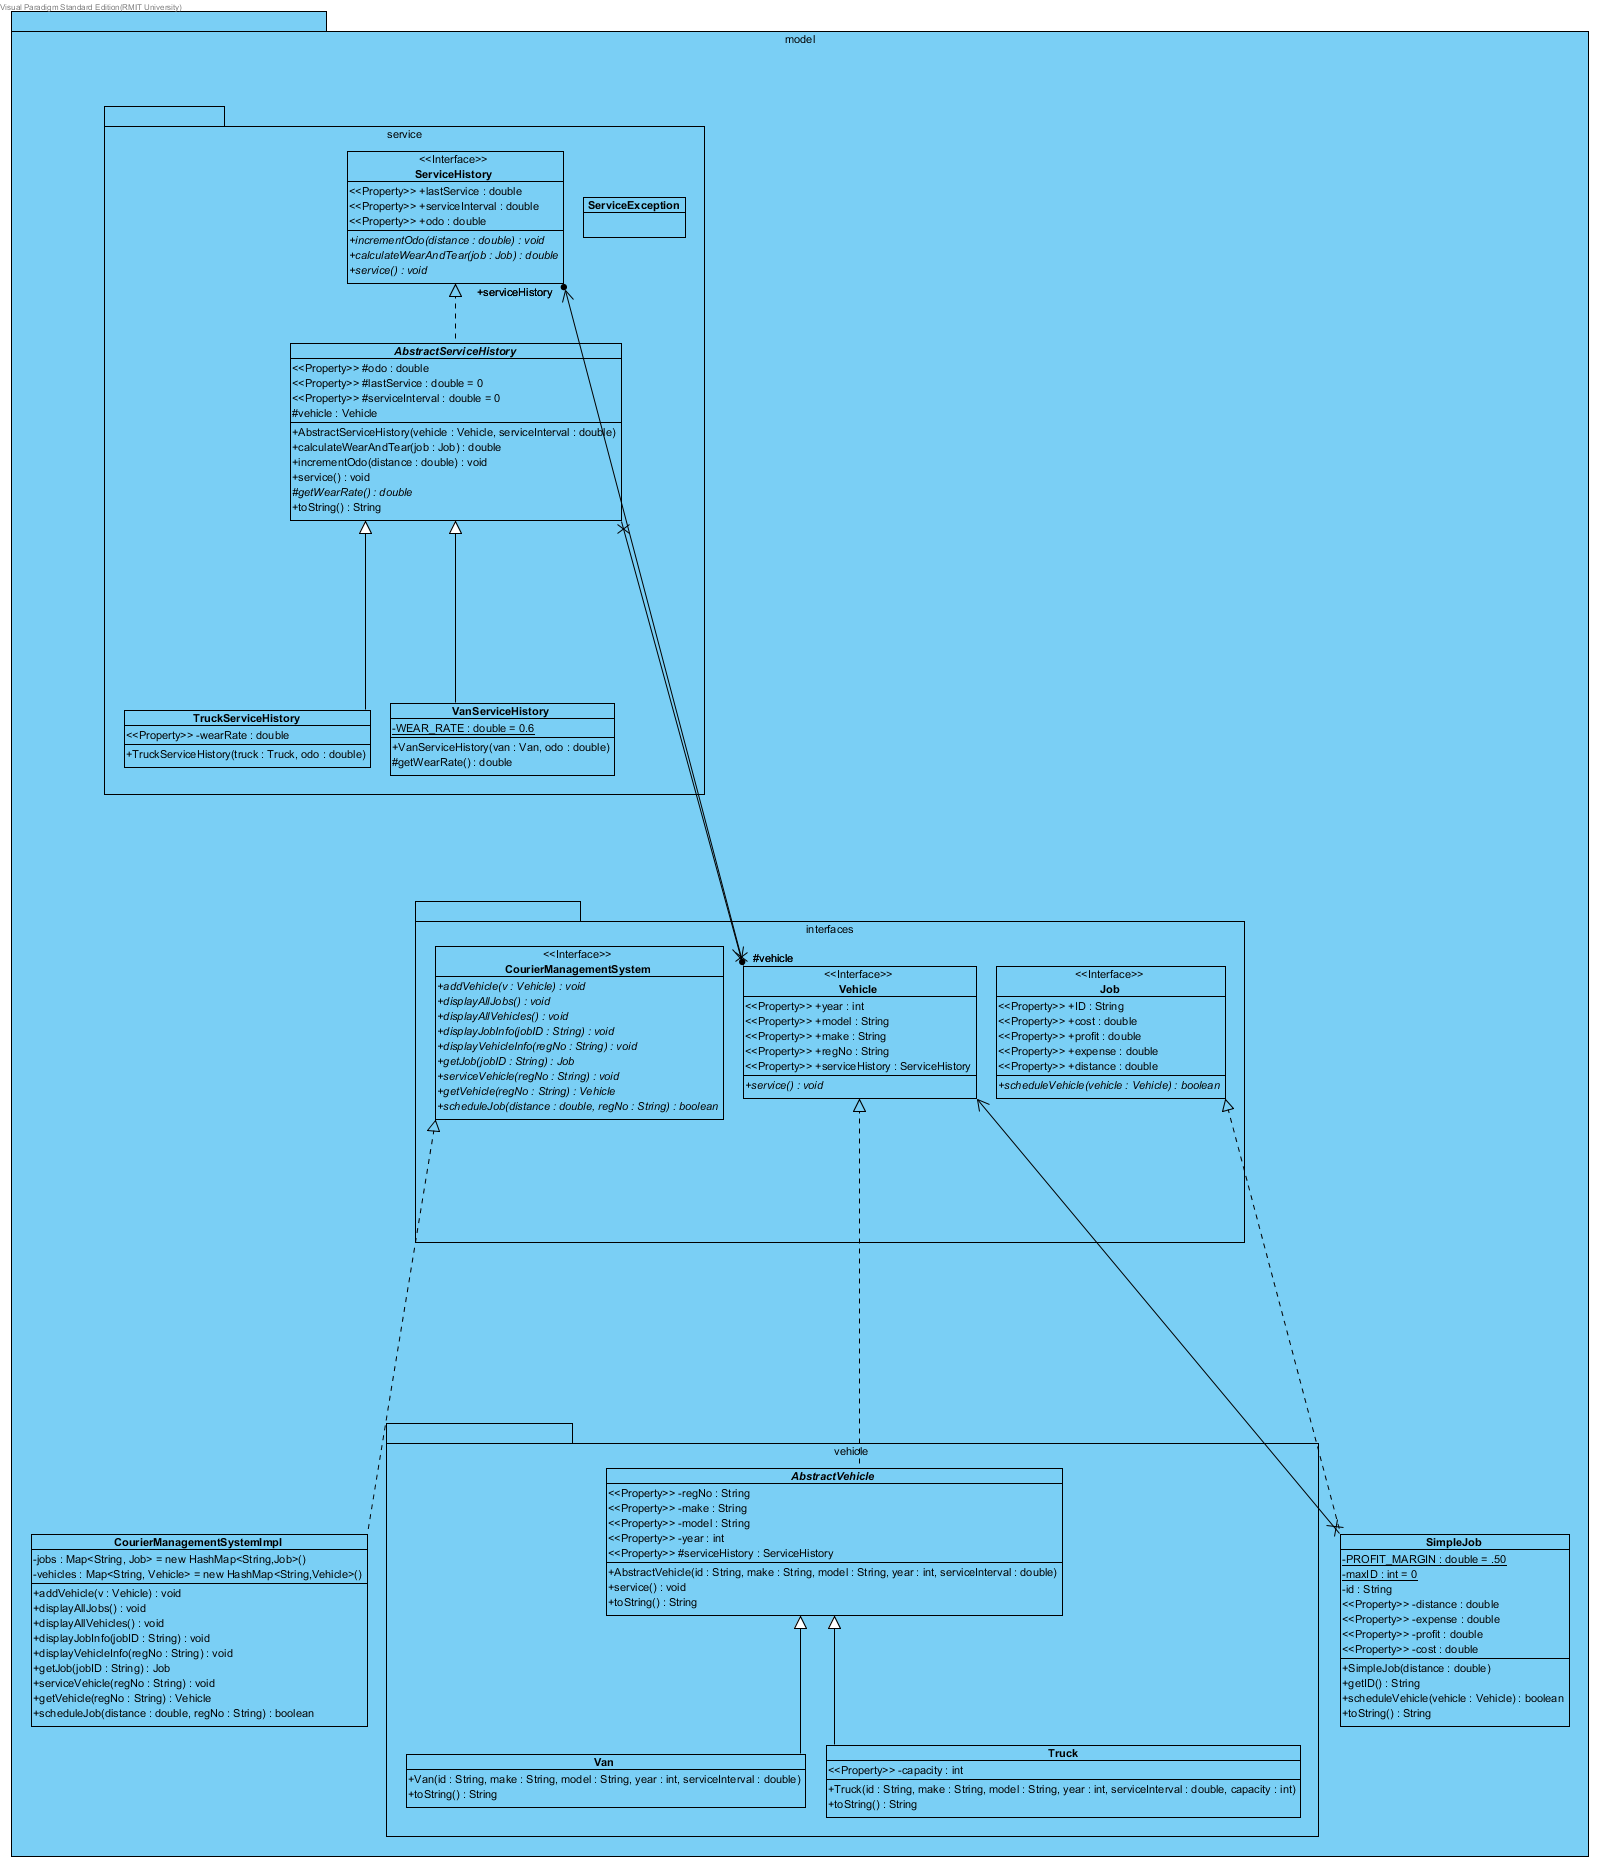 Visual Paradigm Standard Edition(RMIT University)
model
service
<<Interface>>
ServiceHistory
<<Property>> +lastService : double
<<Property>> +serviceInterval : double
<<Property>> +odo : double
+incrementOdo(distance : double) : void
+calculateWearAndTear(job : Job) : double
+service() : void
ServiceException
+serviceHistory
AbstractServiceHistory
<<Property>> #odo : double
<<Property>> #lastService : double = 0
<<Property>> #serviceInterval : double = 0
#vehicle : Vehicle
+AbstractServiceHistory(vehicle : Vehicle, serviceInterval : double)
+calculateWearAndTear(job : Job) : double
+incrementOdo(distance : double) : void
+service() : void
#getWearRate() : double
+toString() : String
TruckServiceHistory
<<Property>> -wearRate : double
+TruckServiceHistory(truck : Truck, odo : double)
VanServiceHistory
-WEAR_RATE : double = 0.6
+VanServiceHistory(van : Van, odo : double)
#getWearRate() : double
interfaces
<<Interface>>
CourierManagementSystem
+addVehicle(v : Vehicle) : void
+displayAllJobs() : void
+displayAllVehicles() : void
+displayJobInfo(jobID : String) : void
+displayVehicleInfo(regNo : String) : void
+getJob(jobID : String) : Job
+serviceVehicle(regNo : String) : void
+getVehicle(regNo : String) : Vehicle
+scheduleJob(distance : double, regNo : String) : boolean
#vehicle
<<Interface>>
Vehicle
<<Property>> +year : int
<<Property>> +model : String
<<Property>> +make : String
<<Property>> +regNo : String
<<Property>> +serviceHistory : ServiceHistory
+service() : void
<<Interface>>
Job
<<Property>> +ID : String
<<Property>> +cost : double
<<Property>> +profit : double
<<Property>> +expense : double
<<Property>> +distance : double
+scheduleVehicle(vehicle : Vehicle) : boolean
vehicle
AbstractVehicle
<<Property>> -regNo : String
<<Property>> -make : String
<<Property>> -model : String
<<Property>> -year : int
<<Property>> #serviceHistory : ServiceHistory
+AbstractVehicle(id : String, make : String, model : String, year : int, serviceInterval : double)
+service() : void
+toString() : String
CourierManagementSystemImpl
-jobs : Map<String, Job> = new HashMap<String,Job>()
-vehicles : Map<String, Vehicle> = new HashMap<String,Vehicle>()
+addVehicle(v : Vehicle) : void
+displayAllJobs() : void
+displayAllVehicles() : void
+displayJobInfo(jobID : String) : void
+displayVehicleInfo(regNo : String) : void
+getJob(jobID : String) : Job
+serviceVehicle(regNo : String) : void
+getVehicle(regNo : String) : Vehicle
+scheduleJob(distance : double, regNo : String) : boolean
SimpleJob
-PROFIT_MARGIN : double = .50
-maxID : int = 0
-id : String
<<Property>> -distance : double
<<Property>> -expense : double
<<Property>> -profit : double
<<Property>> -cost : double
+SimpleJob(distance : double)
+getID() : String
+scheduleVehicle(vehicle : Vehicle) : boolean
+toString() : String
Van
+Van(id : String, make : String, model : String, year : int, serviceInterval : double)
+toString() : String
Truck
<<Property>> -capacity : int
+Truck(id : String, make : String, model : String, year : int, serviceInterval : double, capacity : int)
+toString() : String